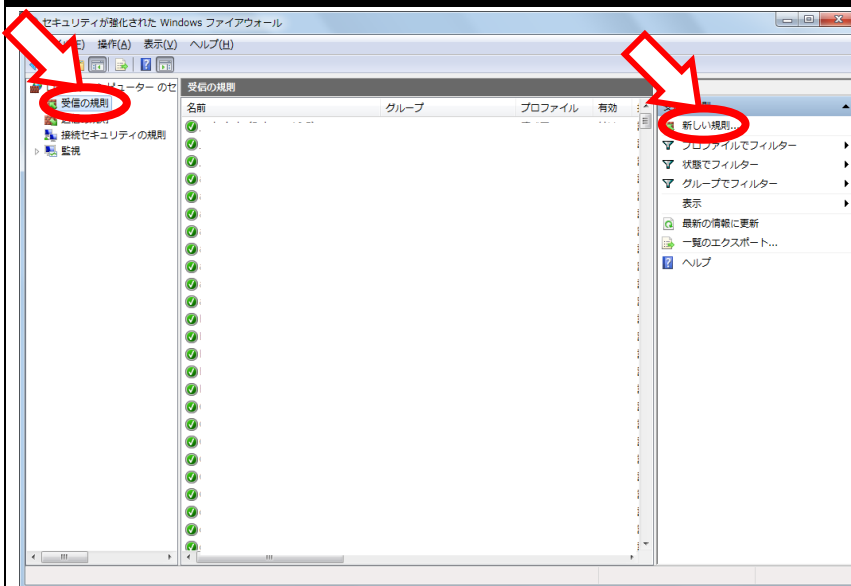 セキュリティが強化された Windows ファイアウォール
操作(A) 表示(V) ヘルプ(H)
受信の規則
接続セキュリティの規則
監視
受信の規則
名前 グループ プロファイル 有効
新しい規則...
プロファイルでフィルター
状態でフィルター
グループでフィルター
表示
最新の情報に更新
一覧のエクスポート...
ヘルプ